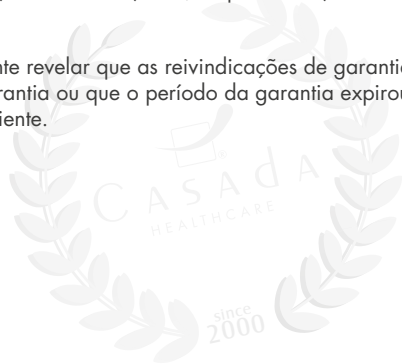 nte revelar que as reivindicações de garanti
rantia ou que o período da garantia expirou
iente.
CASADA
HEALTHCARE
since
2000